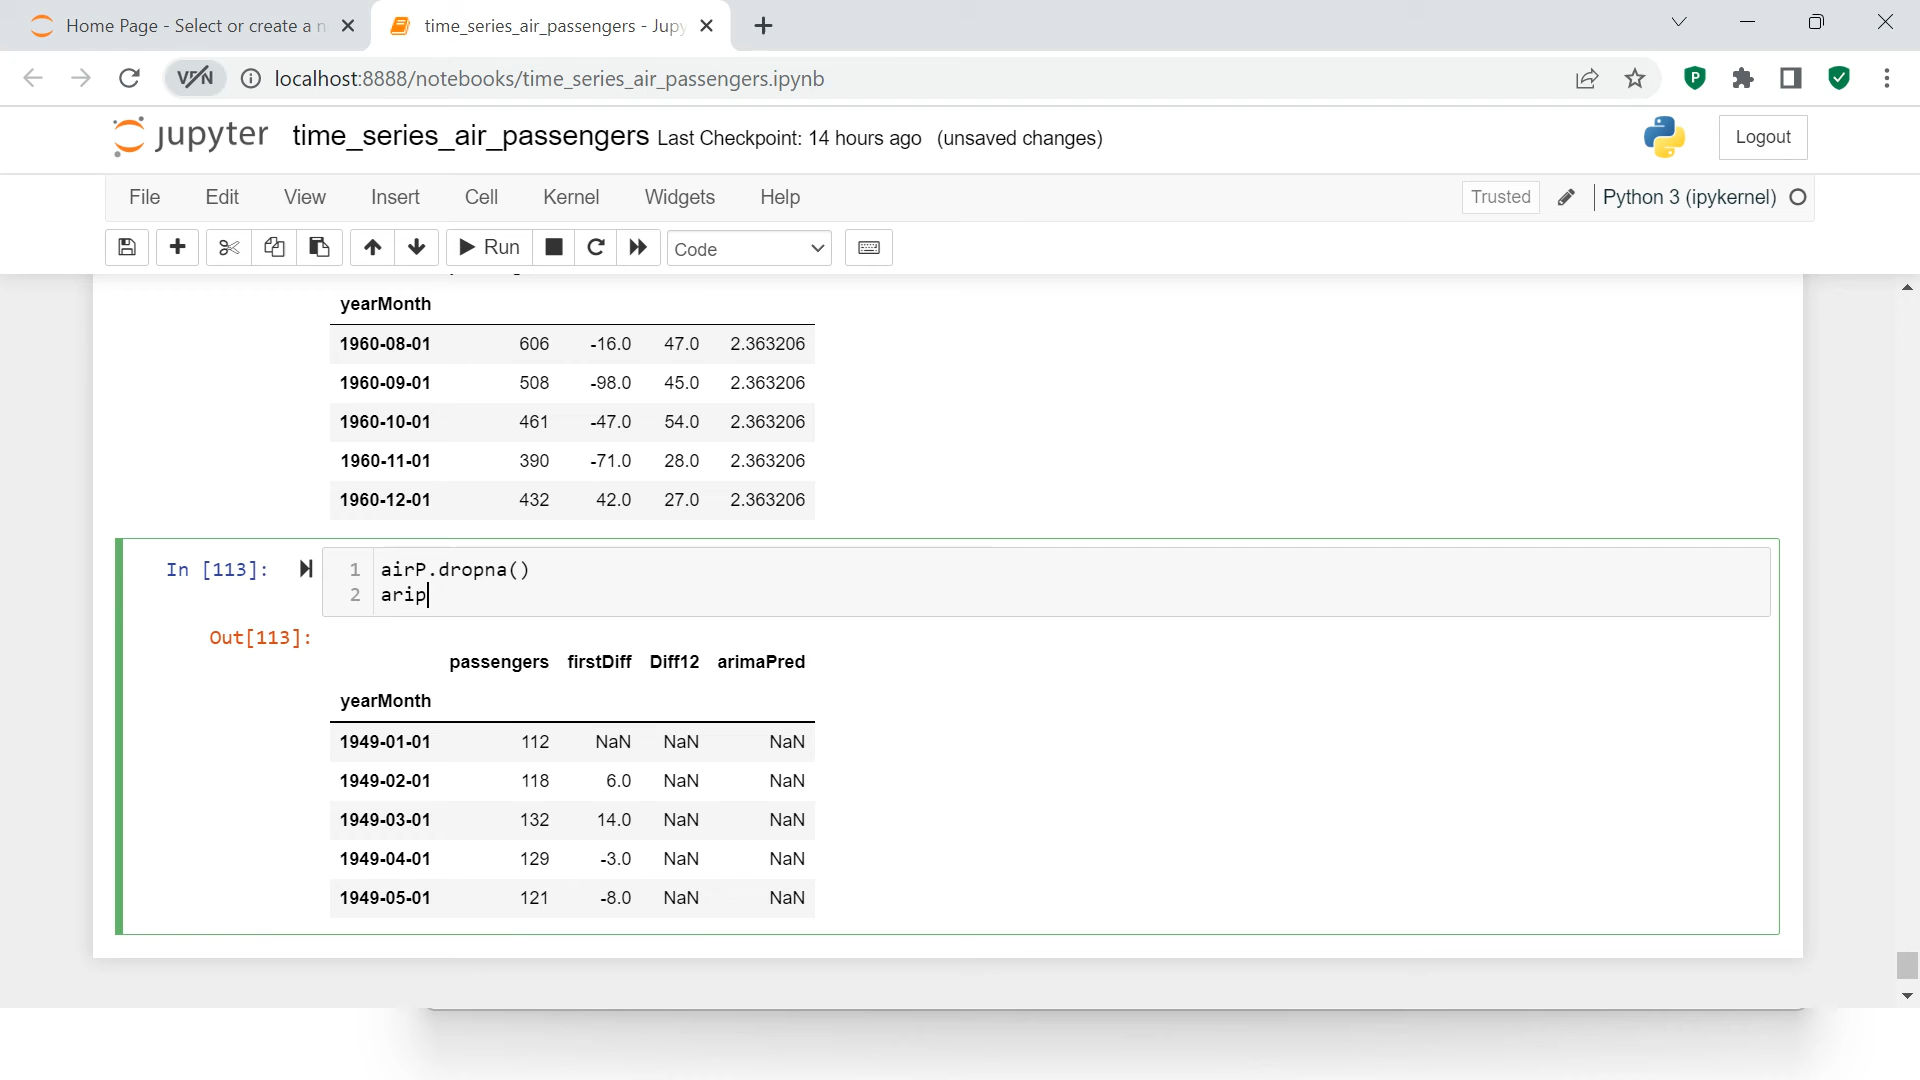 Home Page - Select or create a n
time_series_air_passengers - Jupy
VPN
localhost:8888/notebooks/time_series_air_passengers.ipynb
P
jupyter time_series_air_passengers Last Checkpoint: 14 hours ago (unsaved changes)
Logout
File Edit View Insert Cell Kernel Widgets Help
Trusted
Python 3 (ipykernel)
Run
Code
yearMonth
1960-08-01 606 -16.0 47.0 2.363206
1960-09-01 508 -98.0 45.0 2.363206
1960-10-01 461 -47.0 54.0 2.363206
1960-11-01 390 -71.0 28.0 2.363206
1960-12-01 432 42.0 27.0 2.363206
In [113]:
1 airP.dropna()
2 arip
Out[113]:
passengers firstDiff Diff12 arimaPred
yearMonth
1949-01-01 112 NaN NaN NaN
1949-02-01 118 6.0 NaN NaN
1949-03-01 132 14.0 NaN NaN
1949-04-01 129 -3.0 NaN NaN
1949-05-01 121 -8.0 NaN NaN